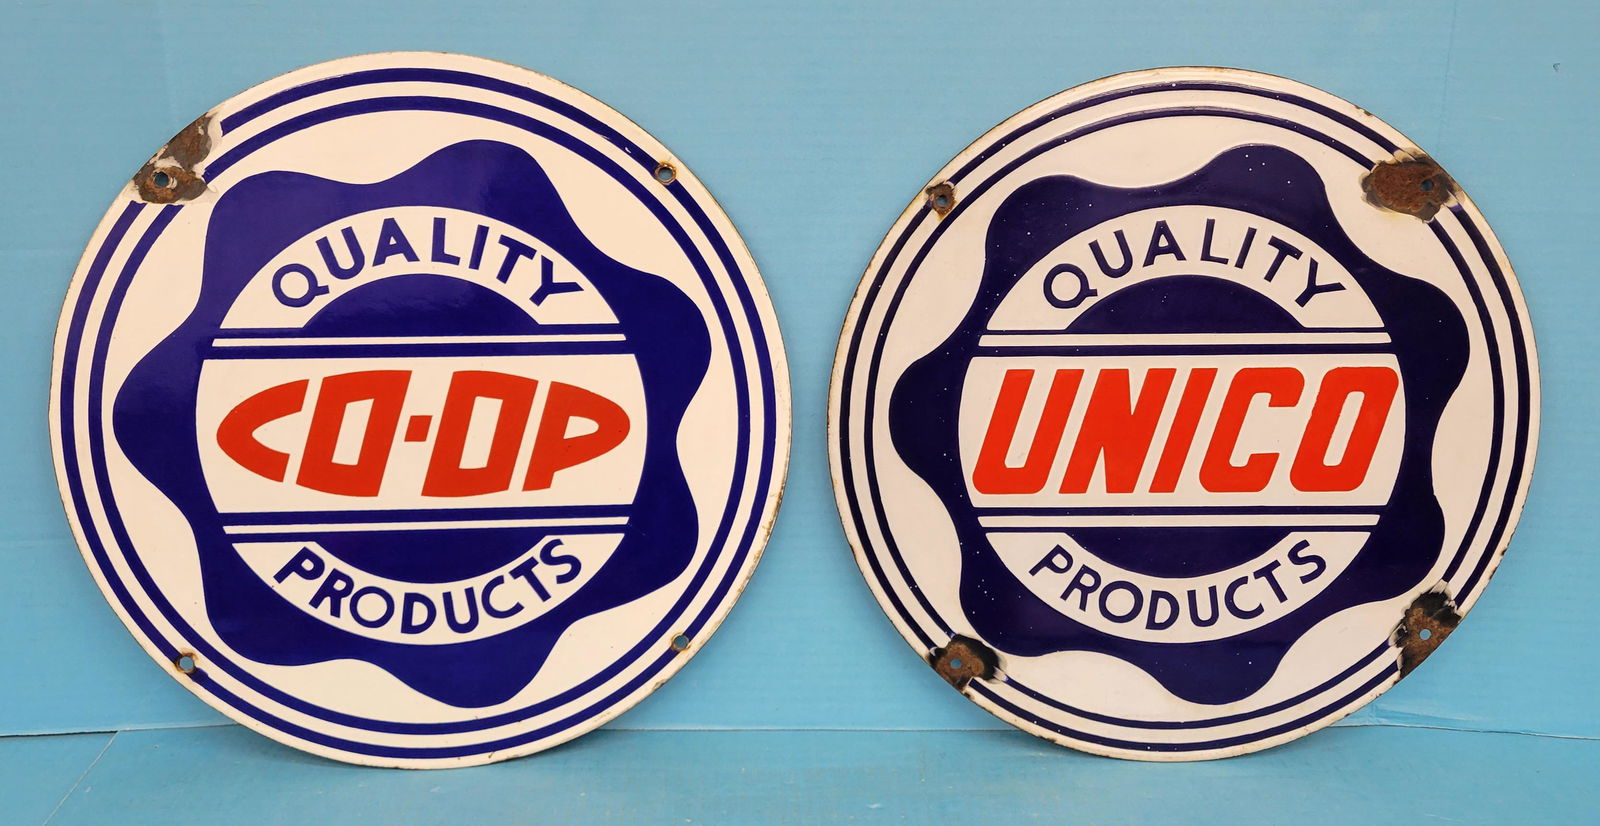 QUALITY
CO-OP
PRODUCTS
QUALITY
UNICO
PRODUCTS